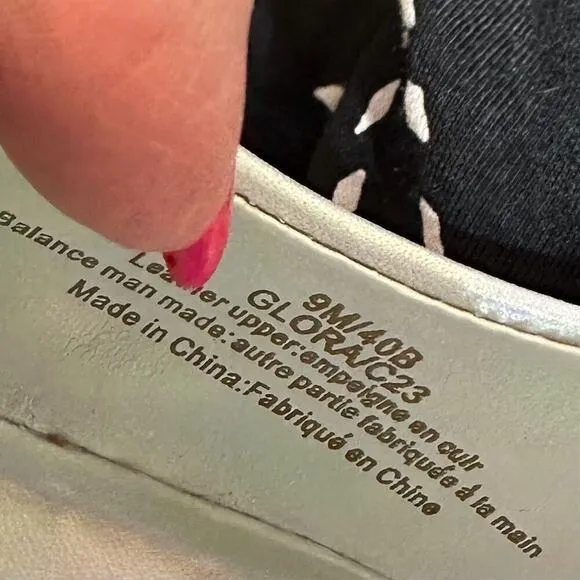 9M/40B
GLORA/C23
Leather upper:empeigne en cuir
Balance man made:autre partie fabriquée à la main
Made in China:Fabriqué en Chine